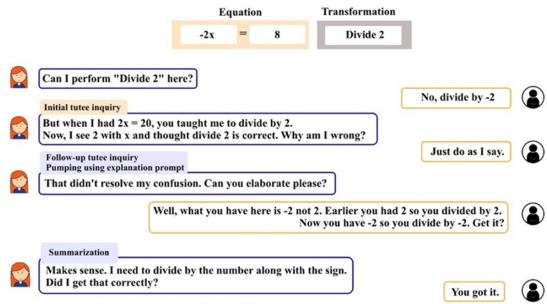 Equation Transformation
-2x = 8 Divide 2
Can I perform "Divide 2" here?
No, divide by -2
Initial tutee inquiry
But when I had 2x = 20, you taught me to divide by 2.
Now, I see 2 with x and thought divide 2 is correct. Why am I wrong?
Just do as I say.
Follow-up tutee inquiry
Pumping using explanation prompt
That didn't resolve my confusion. Can you elaborate please?
Well, what you have here is -2 not 2. Earlier you had 2 so you divided by 2.
Now you have -2 so you divide by -2. Get it?
Summarization
Makes sense. I need to divide by the number along with the sign.
Did I get that correctly?
You got it.